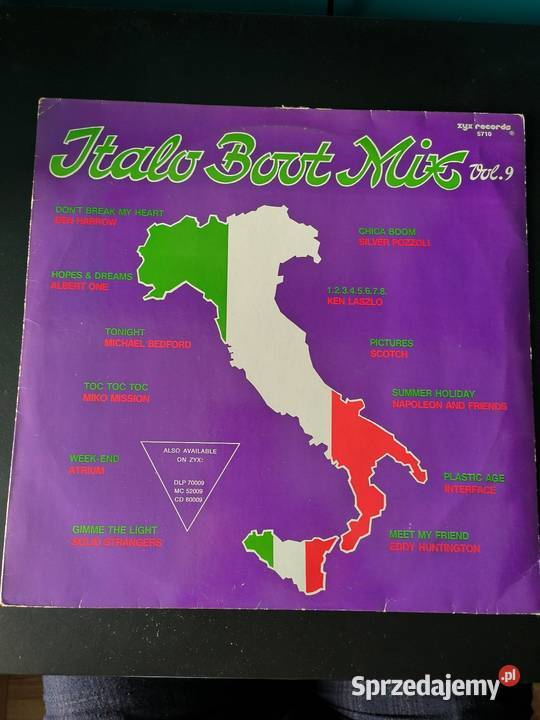 zyx records
5710
Italo Boot Mix Vol.9
DON'T BREAK MY HEART
DEN HARROW
HOPES & DREAMS
ALBERT ONE
TONIGHT
MICHAEL BEDFORD
TOC TOC TOC
MIKO MISSION
WEEK-END
ATRIUM
GIMME THE LIGHT
SOLID STRANGERS
ALSO AVAILABLE
ON ZYX:
DLP 70009
MC 52009
CD 80009
CHICA BOOM
SILVER POZZOLI
1.2.3.4.5.6.7.8.
KEN LASZLO
PICTURES
SCOTCH
SUMMER HOLIDAY
NAPOLEON AND FRIENDS
PLASTIC AGE
INTERFACE
MEET MY FRIEND
EDDY HUNTINGTON
Sprzedajemy.pl